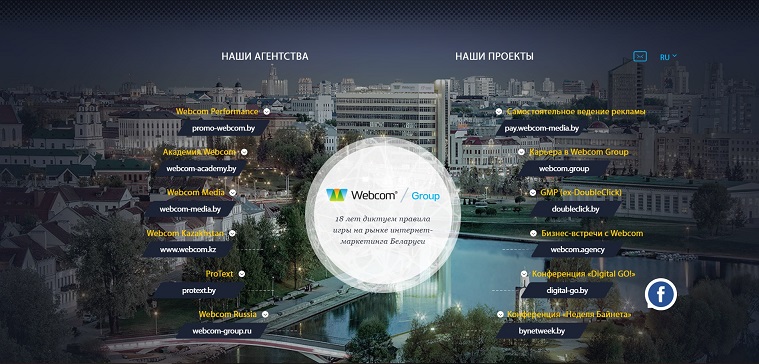 НАШИ АГЕНТСТВА
НАШИ ПРОЕКТЫ
RU
Webcom Performance
promo-webcom.by
Академия Webcom
webcom-academy.by
Webcom Media
webcom-media.by
Webcom Kazakhstan
www.webcom.kz
ProText
protext.by
Webcom Russia
webcom-group.ru
Webcom® / Group
18 лет диктуем правила
игры на рынке интернет-
маркетинга Беларуси
Самостоятельное ведение рекламы
pay.webcom-media.by
Карьера в Webcom Group
webcom.group
GMP (ex-DoubleClick)
doubleclick.by
Бизнес-встречи с Webcom
webcom.agency
Конференция «Digital GO!»
digital-go.by
Конференция «Неделя Байнета»
bynetweek.by